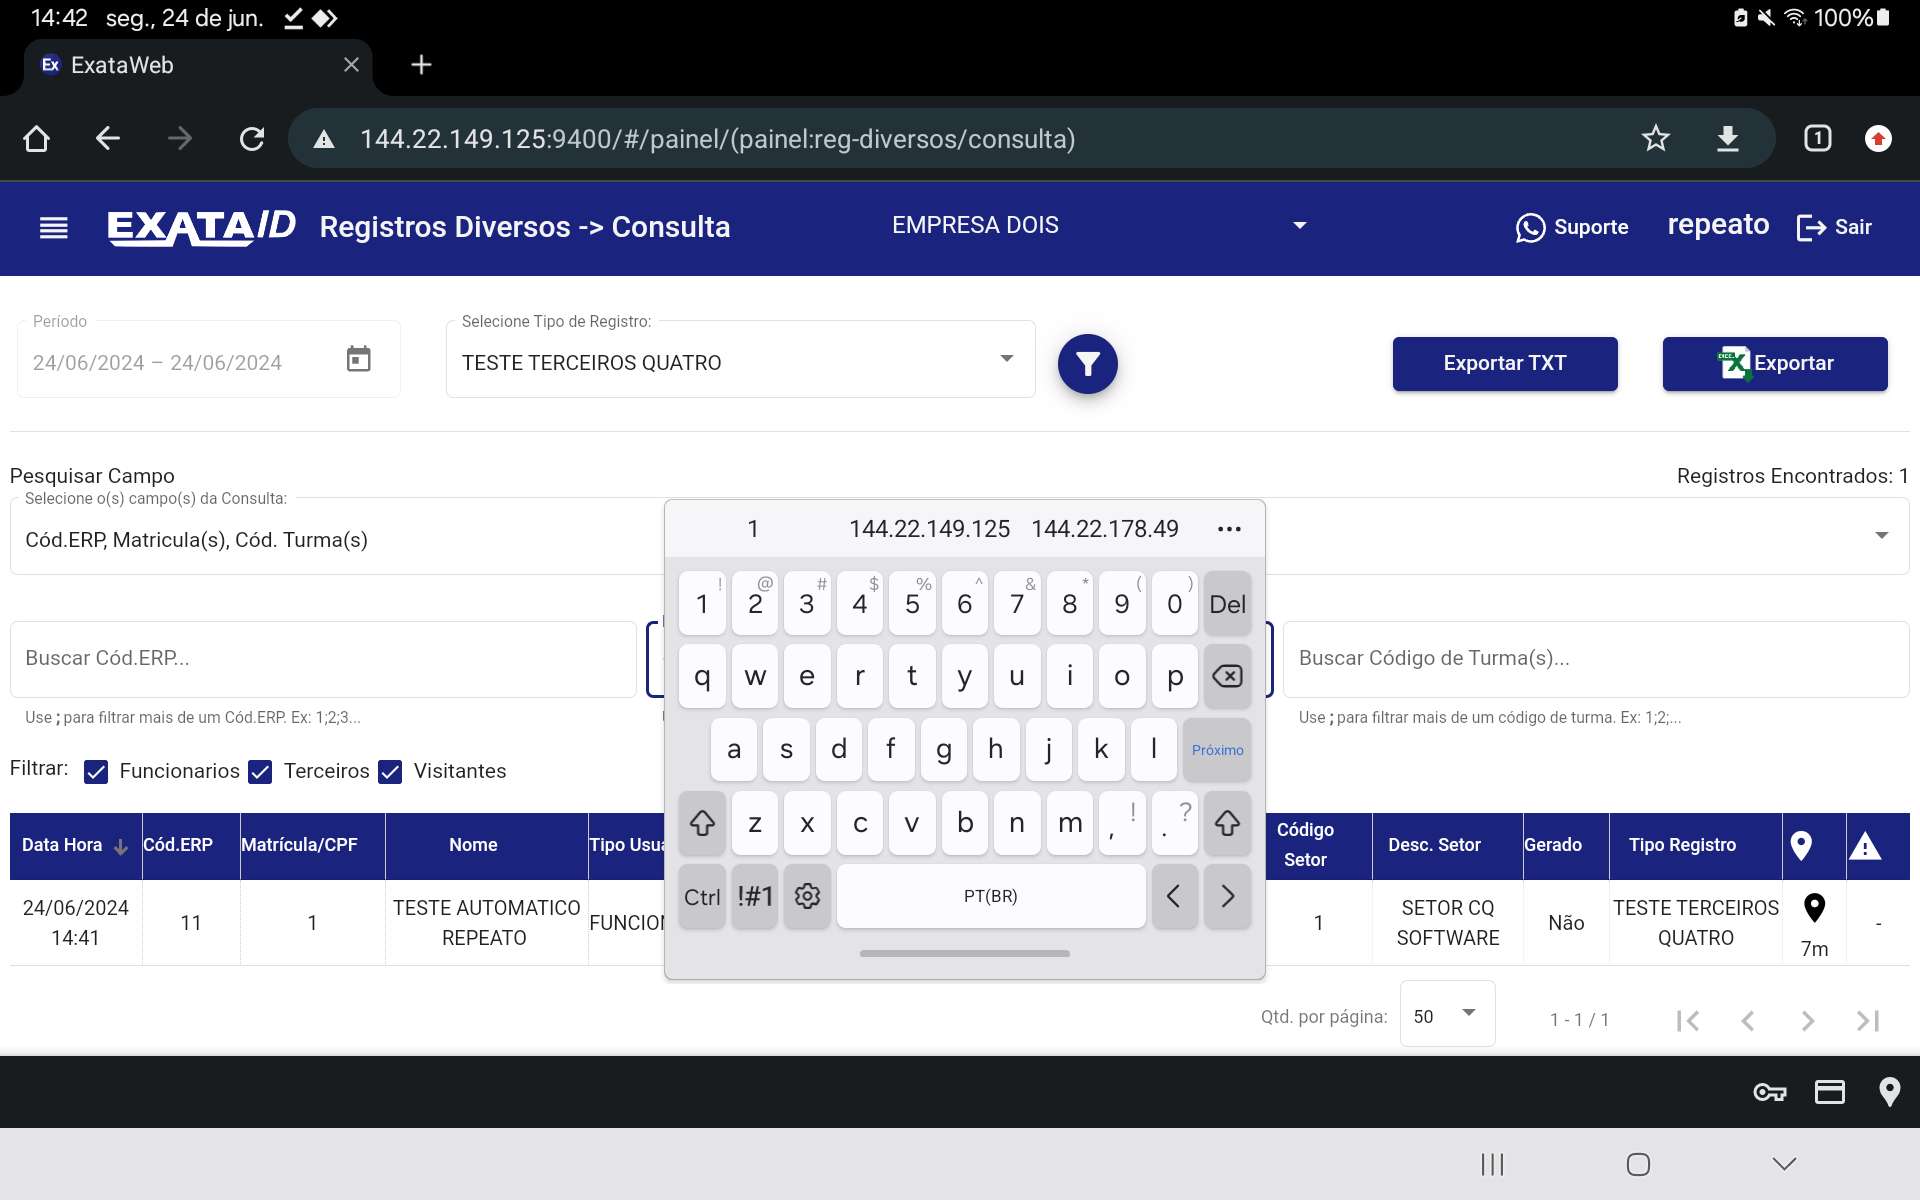 14:42 seg., 24 de jun. 100%
Ex ExataWeb
144.22.149.125:9400/#/painel/(painel:reg-diversos/consulta) 1
EXATA/D Registros Diversos -> Consulta EMPRESA DOIS Suporte repeato Sair
Período Selecione Tipo de Registro:
24/06/2024 – 24/06/2024 TESTE TERCEIROS QUATRO Exportar TXT Exportar
Pesquisar Campo Registros Encontrados: 1
Selecione o(s) campo(s) da Consulta:
Cód.ERP, Matricula(s), Cód. Turma(s)
1 144.22.149.125 144.22.178.49 •••
! @ # $ % ^ & * ( )
1 2 3 4 5 6 7 8 9 0 Del
Buscar Cód.ERP... Buscar Código de Turma(s)...
q w e r t y u i o p
Use ; para filtrar mais de um Cód.ERP. Ex: 1;2;3... Use ; para filtrar mais de um código de turma. Ex: 1;2;...
a s d f g h j k l Próximo
Filtrar: Funcionarios Terceiros Visitantes
z x c v b n m , ! . ?
Data Hora Cód.ERP Matrícula/CPF Nome Tipo Usua Código Setor Desc. Setor Gerado Tipo Registro
Ctrl !#1 PT(BR)
24/06/2024 14:41 11 1 TESTE AUTOMATICO REPEATO FUNCION 1 SETOR CQ SOFTWARE Não TESTE TERCEIROS QUATRO 7m -
Qtd. por página: 50 1 - 1 / 1